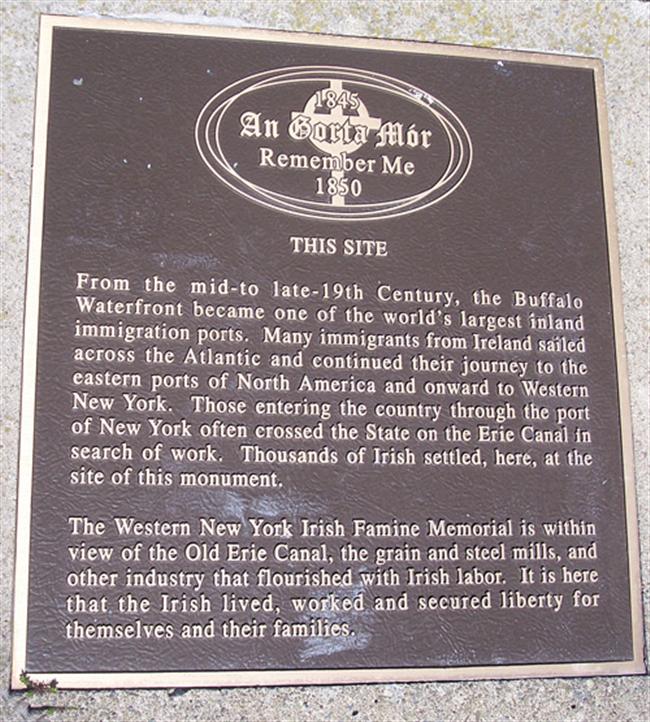 1845
An Gorta Mór
Remember Me
1850
THIS SITE
From the mid-to late-19th Century, the Buffalo
Waterfront became one of the world's largest inland
immigration ports. Many immigrants from Ireland sailed
across the Atlantic and continued their journey to the
eastern ports of North America and onward to Western
New York. Those entering the country through the port
of New York often crossed the State on the Erie Canal in
search of work. Thousands of Irish settled, here, at the
site of this monument.
The Western New York Irish Famine Memorial is within
view of the Old Erie Canal, the grain and steel mills, and
other industry that flourished with Irish labor. It is here
that the Irish lived, worked and secured liberty for
themselves and their families.